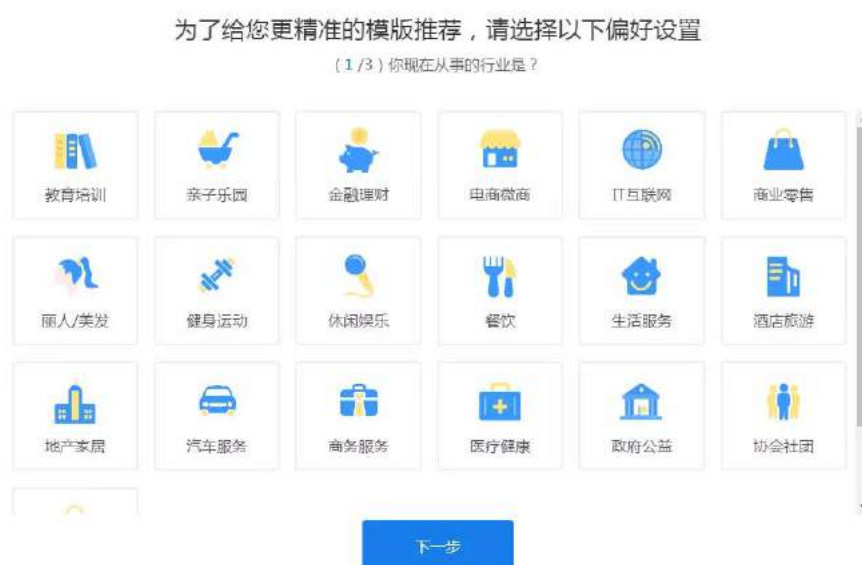 为了给您更精准的模版推荐，请选择以下偏好设置
（1/3）你现在从事的行业是？
教育培训 亲子乐园 金融理财 电商微商 IT互联网 商业零售
丽人/美发 健身运动 休闲娱乐 餐饮 生活服务 酒店旅游
地产家居 汽车服务 商务服务 医疗健康 政府公益 协会社团
下一步